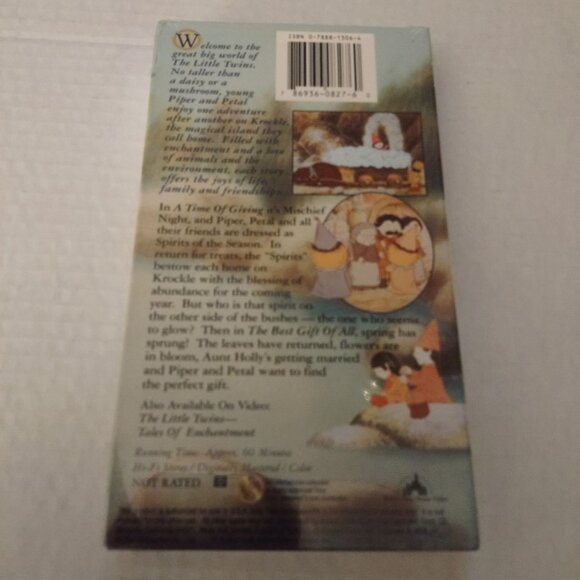 ISBN 0-7888-1506-4
7 86936-0827-6 0
Welcome to the
great big world of
The Little Twins.
No taller than
a daisy or a
mushroom, young
Piper and Petal
enjoy one adventure
after another on Krockle,
the magical island they
call home. Filled with
enchantment and a love
of animals and the
environment, each story
offers the joys of life,
family and friendships.
In A Time Of Giving it's Mischief
Night, and Piper, Petal and all
their friends are dressed as
Spirits of the Season. In
return for treats, the "Spirits"
bestow each home on
Krockle with the blessing of
abundance for the coming
year. But who is that spirit on
the other side of the bushes — the one who seems
to glow? Then in The Best Gift Of All, spring has
sprung! The leaves have returned, flowers are
in bloom, Aunt Holly's getting married
and Piper and Petal want to find
the perfect gift.
Also Available On Video:
The Little Twins—
Tales Of Enchantment
Running Time: Approx. 60 Minutes
Hi-Fi Stereo / Digitally Mastered / Color
NOT RATED